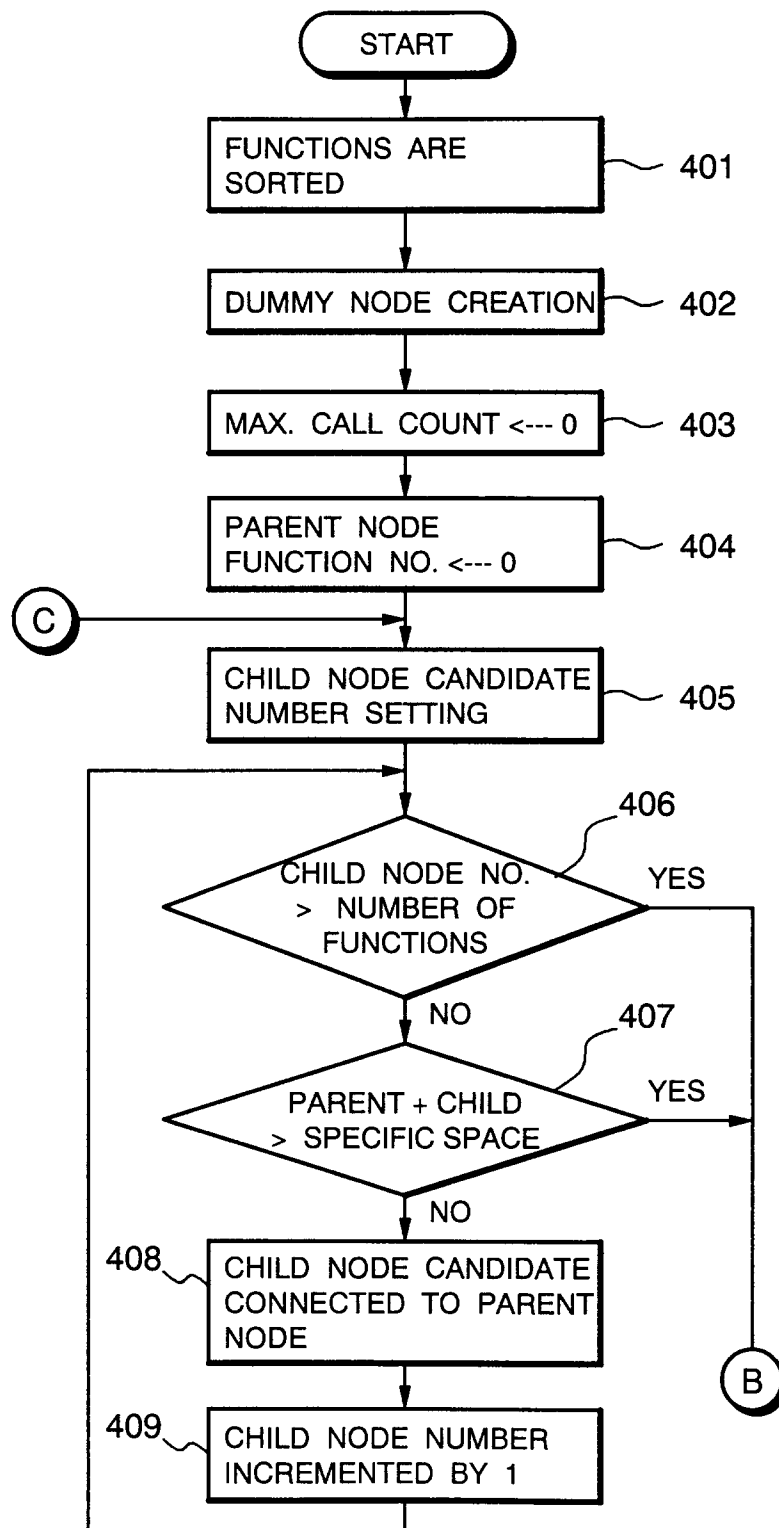 START
FUNCTIONS ARE
SORTED
401
DUMMY NODE CREATION
402
MAX. CALL COUNT <--- 0
403
PARENT NODE
FUNCTION NO. <--- 0
404
C
CHILD NODE CANDIDATE
NUMBER SETTING
405
406
CHILD NODE NO.
> NUMBER OF
FUNCTIONS
YES
NO
407
PARENT + CHILD
> SPECIFIC SPACE
YES
NO
408
CHILD NODE CANDIDATE
CONNECTED TO PARENT
NODE
B
409
CHILD NODE NUMBER
INCREMENTED BY 1